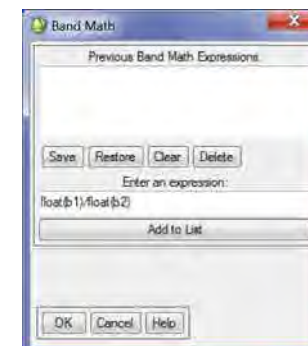 Band Math
Previous Band Math Expressions:
Save Restore Clear Delete
Enter an expression:
float(b1)/float(b2)
Add to List
OK Cancel Help